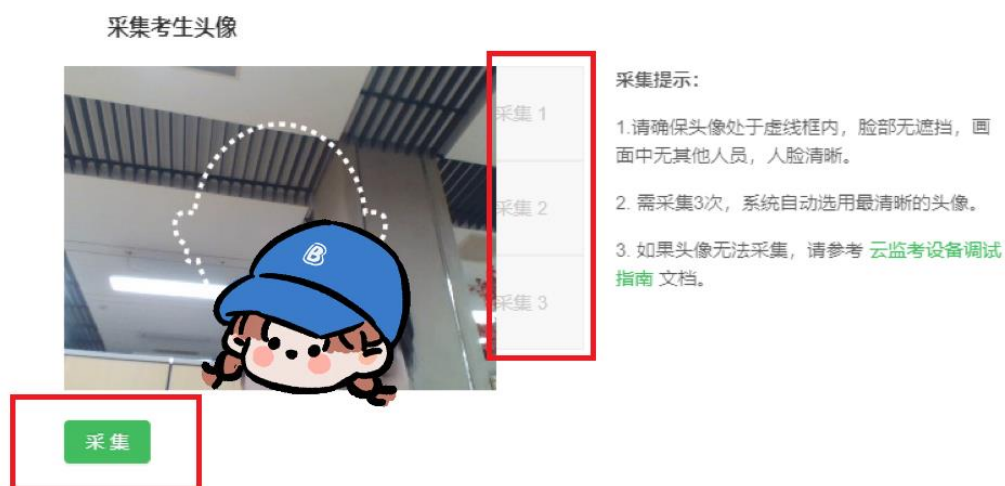 采集考生头像
采集 1
采集 2
采集 3
采集提示：
1.请确保头像处于虚线框内，脸部无遮挡，画
面中无其他人员，人脸清晰。
2. 需采集3次，系统自动选用最清晰的头像。
3. 如果头像无法采集，请参考 云监考设备调试
指南 文档。
B
采 集